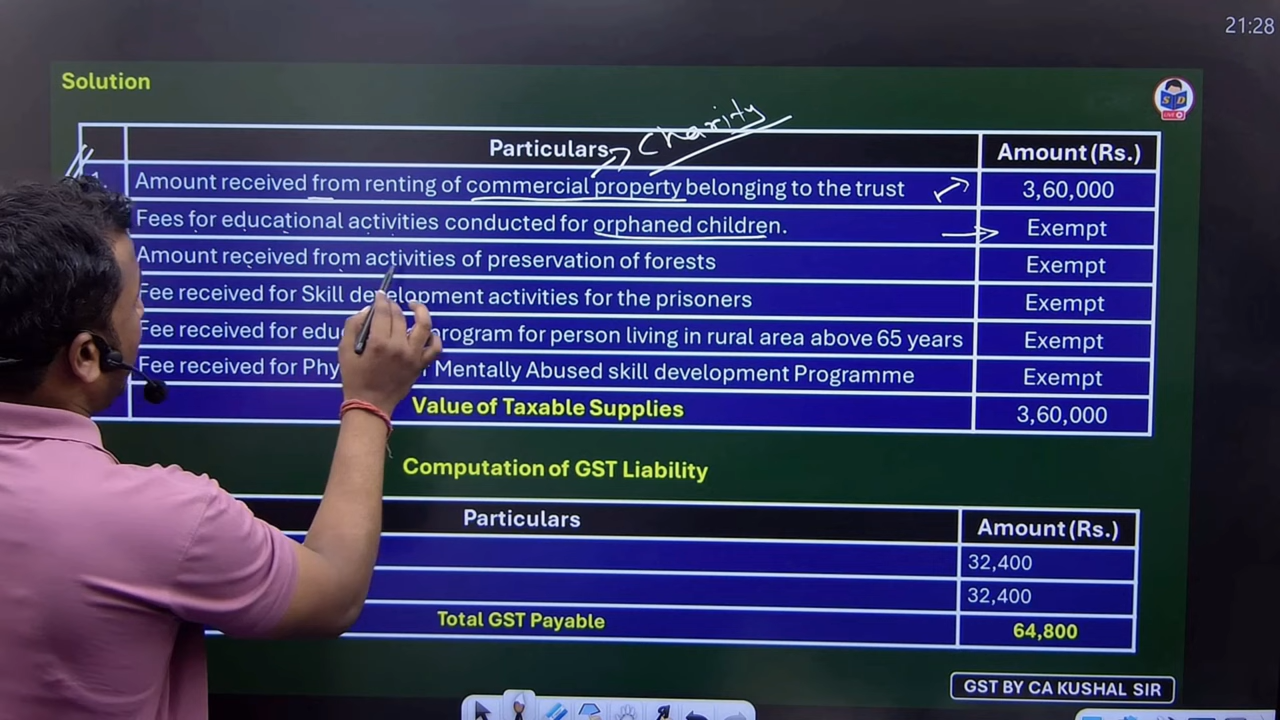 21:28
Solution
Particulars
Charity
Amount (Rs.)
1.
Amount received from renting of commercial property belonging to the trust
3,60,000
Fees for educational activities conducted for orphaned children.
Exempt
Amount received from activities of preservation of forests
Exempt
Fee received for Skill development activities for the prisoners
Exempt
Fee received for program for person living in rural area above 65 years
Exempt
Fee received for Mentally Abused skill development Programme
Exempt
Value of Taxable Supplies
3,60,000
Computation of GST Liability
Particulars
Amount (Rs.)
32,400
32,400
Total GST Payable
64,800
GST BY CA KUSHAL SIR
S D
LIVE